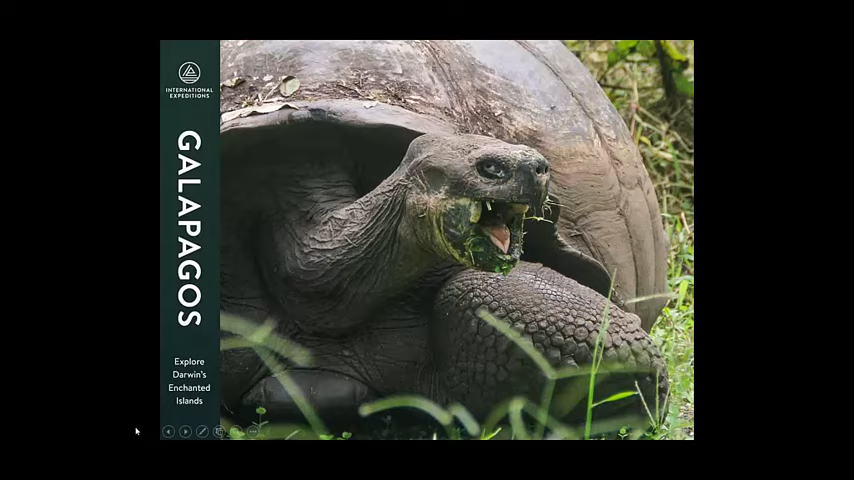 INTERNATIONAL
EXPEDITIONS
GALAPAGOS
Explore
Darwin's
Enchanted
Islands